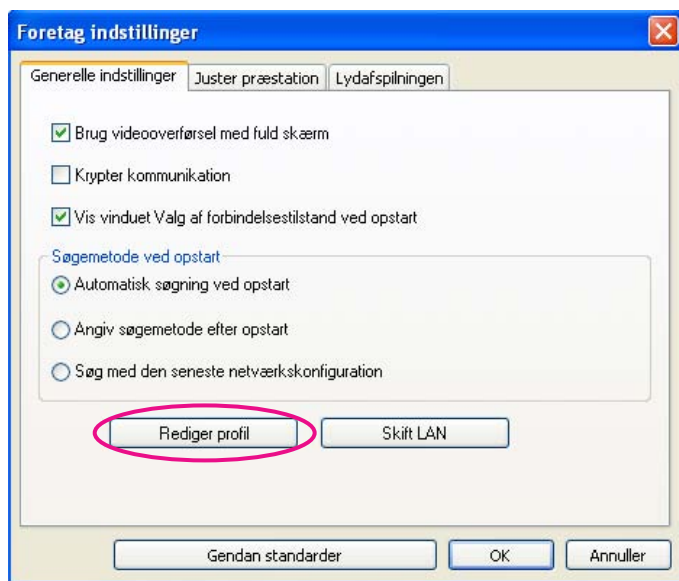 Foretag indstillinger
Generelle indstillinger Juster præstation Lydafspilningen
Brug videooverførsel med fuld skærm
Krypter kommunikation
Vis vinduet Valg af forbindelsestilstand ved opstart
Søgemetode ved opstart
Automatisk søgning ved opstart
Angiv søgemetode efter opstart
Søg med den seneste netværkskonfiguration
Rediger profil Skift LAN
Gendan standarder OK Annuller